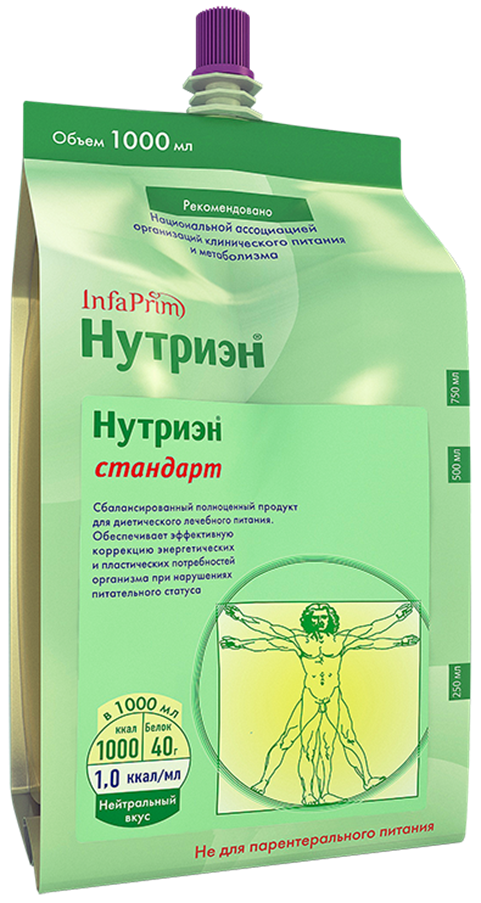 Объем 1000 мл
Рекомендовано
Национальной ассоциацией
организаций клинического питания
и метаболизма
InfaPrim
Нутриэн®
750 мл
500 мл
250 мл
Нутриэн
стандарт
Сбалансированный полноценный продукт
для диетического лечебного питания.
Обеспечивает эффективную
коррекцию энергетических
и пластических потребностей
организма при нарушениях
питательного статуса
в 1000 мл
ккал Белок
1000 40г
1,0 ккал/мл
Нейтральный
вкус
Не для парентерального питания